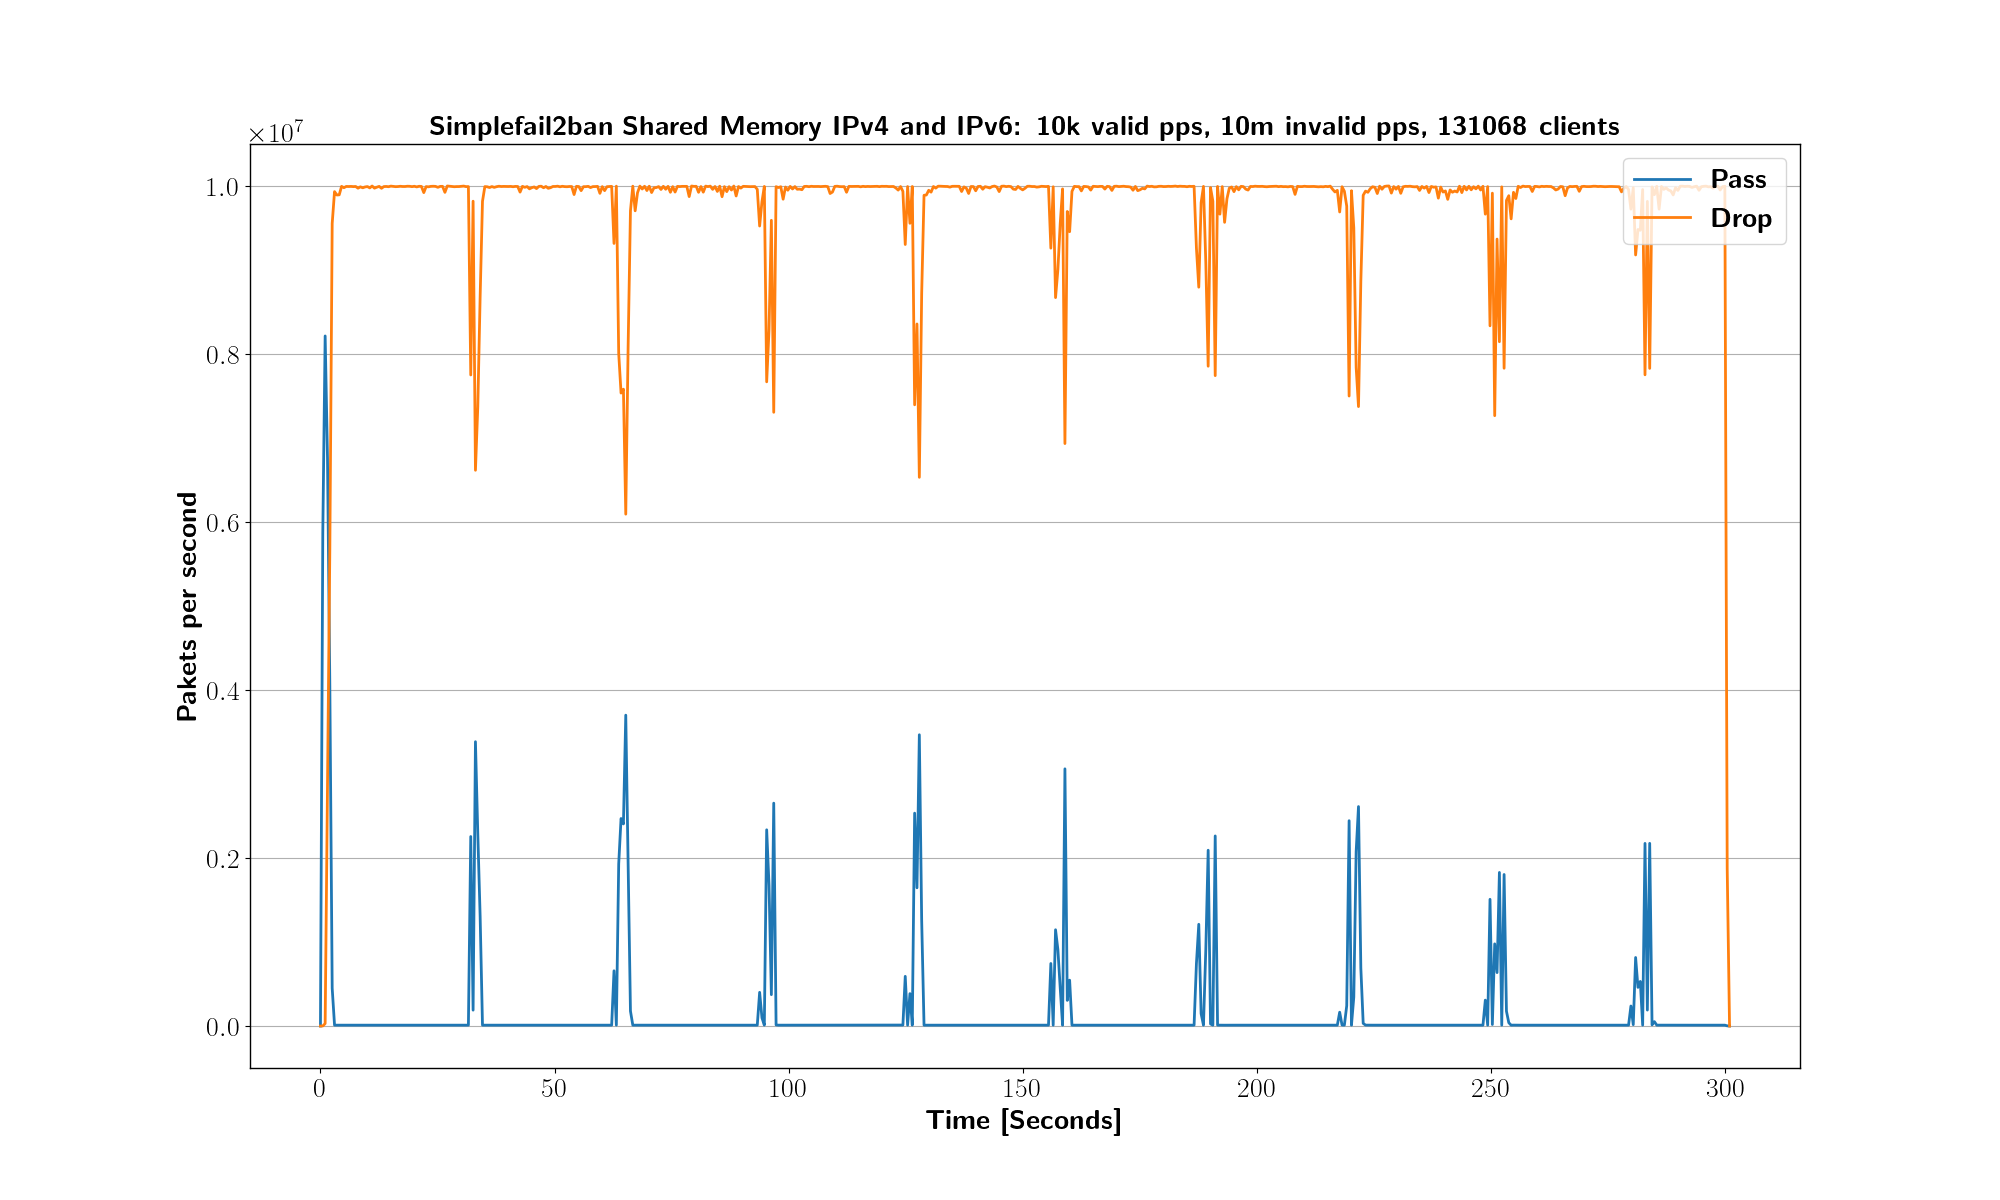 Simplefail2ban Shared Memory IPv4 and IPv6: 10k valid pps, 10m invalid pps, 131068 clients
×10⁷
Pass
Drop
1.0
0.8
0.6
0.4
0.2
0.0
Pakets per second
0 50 100 150 200 250 300
Time [Seconds]